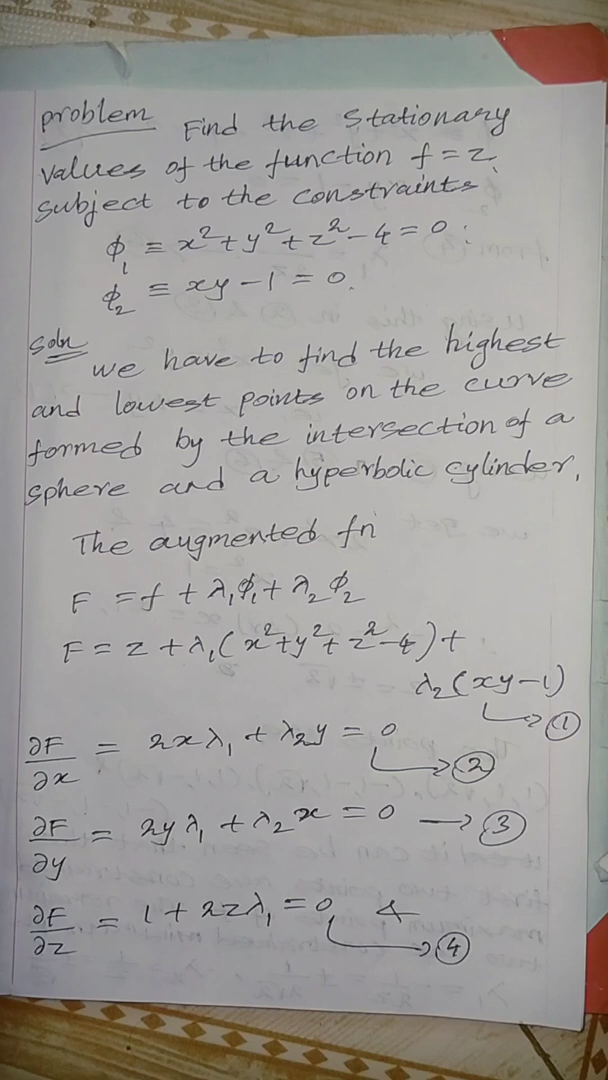 problem Find the stationary
values of the function f = z,
subject to the constraints
ϕ₁ ≡ x² + y² + z² - 4 = 0 ;
ϕ₂ ≡ xy - 1 = 0.
Soln
we have to find the highest
and lowest points on the curve
formed by the intersection of a
sphere and a hyperbolic cylinder.
The augmented fn
F = f + λ₁ϕ₁ + λ₂ϕ₂
F = z + λ₁(x² + y² + z² - 4) +
λ₂(xy - 1)
→ ①
∂F/∂x = 2xλ₁ + λ₂y = 0
→ ②
∂F/∂y = 2yλ₁ + λ₂x = 0 → ③
∂F/∂z = 1 + 2zλ₁ = 0, &
→ ④